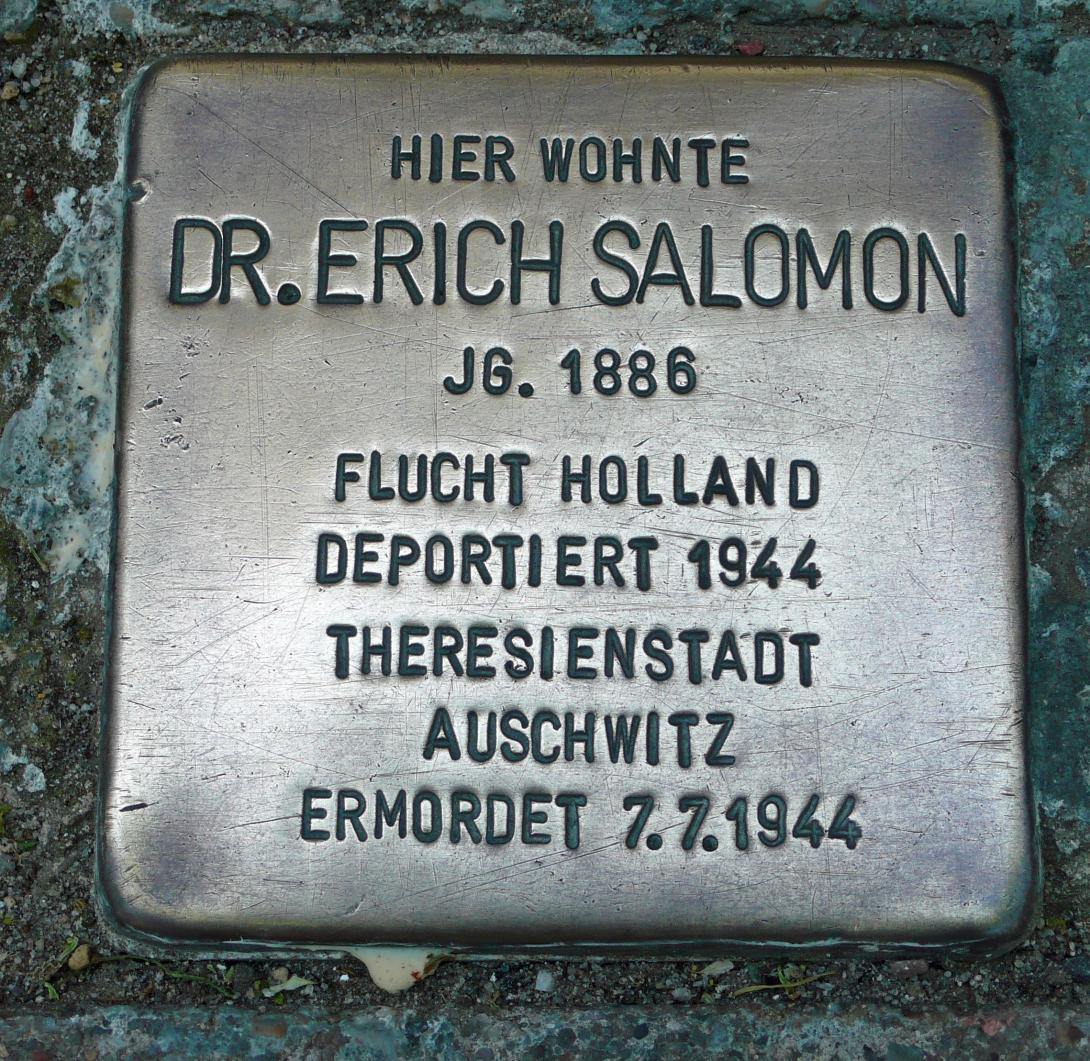 HIER WOHNTE
DR. ERICH SALOMON
JG. 1886
FLUCHT HOLLAND
DEPORTIERT 1944
THERESIENSTADT
AUSCHWITZ
ERMORDET 7.7.1944